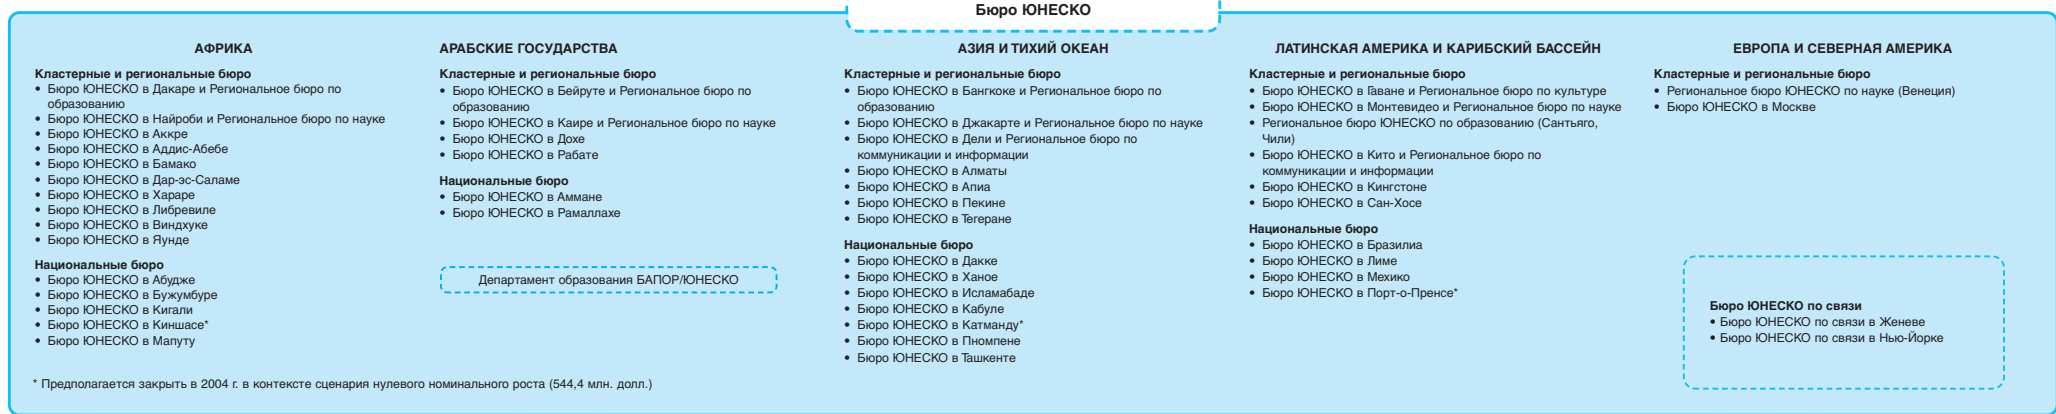 Бюро ЮНЕСКО
АФРИКА
Кластерные и региональные бюро
• Бюро ЮНЕСКО в Дакаре и Региональное бюро по
образованию
• Бюро ЮНЕСКО в Найроби и Региональное бюро по науке
• Бюро ЮНЕСКО в Аккре
• Бюро ЮНЕСКО в Аддис-Абебе
• Бюро ЮНЕСКО в Бамако
• Бюро ЮНЕСКО в Дар-эс-Саламе
• Бюро ЮНЕСКО в Хараре
• Бюро ЮНЕСКО в Либревиле
• Бюро ЮНЕСКО в Виндхуке
• Бюро ЮНЕСКО в Яунде
Национальные бюро
• Бюро ЮНЕСКО в Абудже
• Бюро ЮНЕСКО в Бужумбуре
• Бюро ЮНЕСКО в Кигали
• Бюро ЮНЕСКО в Киншасе*
• Бюро ЮНЕСКО в Мапуту
АРАБСКИЕ ГОСУДАРСТВА
Кластерные и региональные бюро
• Бюро ЮНЕСКО в Бейруте и Региональное бюро по
образованию
• Бюро ЮНЕСКО в Каире и Региональное бюро по науке
• Бюро ЮНЕСКО в Дохе
• Бюро ЮНЕСКО в Рабате
Национальные бюро
• Бюро ЮНЕСКО в Аммане
• Бюро ЮНЕСКО в Рамаллахе
Департамент образования БАПОР/ЮНЕСКО
АЗИЯ И ТИХИЙ ОКЕАН
Кластерные и региональные бюро
• Бюро ЮНЕСКО в Бангкоке и Региональное бюро по
образованию
• Бюро ЮНЕСКО в Джакарте и Региональное бюро по науке
• Бюро ЮНЕСКО в Дели и Региональное бюро по
коммуникации и информации
• Бюро ЮНЕСКО в Алматы
• Бюро ЮНЕСКО в Апиа
• Бюро ЮНЕСКО в Пекине
• Бюро ЮНЕСКО в Тегеране
Национальные бюро
• Бюро ЮНЕСКО в Дакке
• Бюро ЮНЕСКО в Ханое
• Бюро ЮНЕСКО в Исламабаде
• Бюро ЮНЕСКО в Кабуле
• Бюро ЮНЕСКО в Катманду*
• Бюро ЮНЕСКО в Пномпене
• Бюро ЮНЕСКО в Ташкенте
ЛАТИНСКАЯ АМЕРИКА И КАРИБСКИЙ БАССЕЙН
Кластерные и региональные бюро
• Бюро ЮНЕСКО в Гаване и Региональное бюро по культуре
• Бюро ЮНЕСКО в Монтевидео и Региональное бюро по науке
• Региональное бюро ЮНЕСКО по образованию (Сантьяго,
Чили)
• Бюро ЮНЕСКО в Кито и Региональное бюро по
коммуникации и информации
• Бюро ЮНЕСКО в Кингстоне
• Бюро ЮНЕСКО в Сан-Хосе
Национальные бюро
• Бюро ЮНЕСКО в Бразилиа
• Бюро ЮНЕСКО в Лиме
• Бюро ЮНЕСКО в Мехико
• Бюро ЮНЕСКО в Порт-о-Пренсе*
ЕВРОПА И СЕВЕРНАЯ АМЕРИКА
Кластерные и региональные бюро
• Региональное бюро ЮНЕСКО по науке (Венеция)
• Бюро ЮНЕСКО в Москве
Бюро ЮНЕСКО по связи
• Бюро ЮНЕСКО по связи в Женеве
• Бюро ЮНЕСКО по связи в Нью-Йорке
* Предполагается закрыть в 2004 г. в контексте сценария нулевого номинального роста (544,4 млн. долл.)